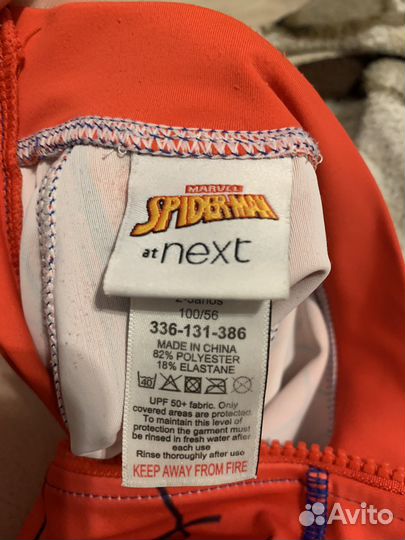 MARVEL
SPIDER-MAN
at next
2-3años
100/56
336-131-386
MADE IN CHINA
82% POLYESTER
18% ELASTANE
40
UPF 50+ fabric. Only
covered areas are protected.
To maintain this level of
protection the garment must
be rinsed in fresh water after
each use.
Rinse thoroughly after use
KEEP AWAY FROM FIRE
Avito